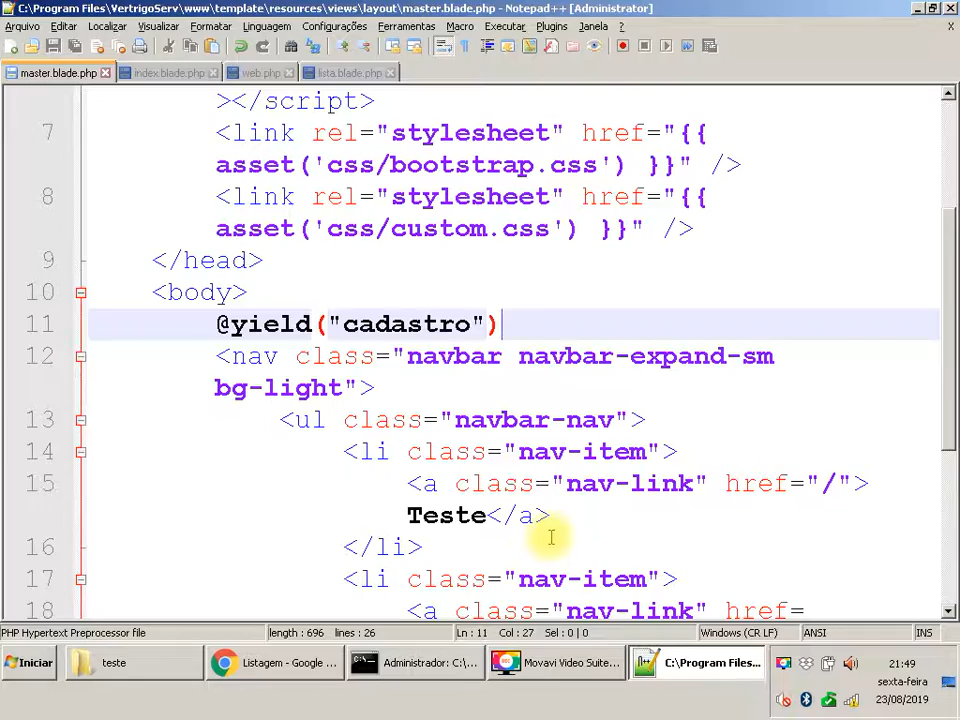 C:\Program Files\VertrigoServ\www\template\resources\views\layout\master.blade.php - Notepad++ [Administrator]
Arquivo Editar Localizar Visualizar Formatar Linguagem Configurações Ferramentas Macro Executar Plugins Janela ? X
master.blade.php index.blade.php web.php lista.blade.php
></script>
7 <link rel="stylesheet" href="{{
asset('css/bootstrap.css') }}" />
8 <link rel="stylesheet" href="{{
asset('css/custom.css') }}" />
9 </head>
10 <body>
11 @yield("cadastro")
12 <nav class="navbar navbar-expand-sm
bg-light">
13 <ul class="navbar-nav">
14 <li class="nav-item">
15 <a class="nav-link" href="/">
Teste</a>
16 </li>
17 <li class="nav-item">
18 <a class="nav-link" href=
PHP Hypertext Preprocessor file length : 696 lines : 26 Ln : 11 Col : 27 Sel : 0 | 0 Windows (CR LF) ANSI INS
Iniciar teste Listagem - Google ... Administrador: C:\... Movavi Video Suite... C:\Program Files... 21:49
sexta-feira
23/08/2019